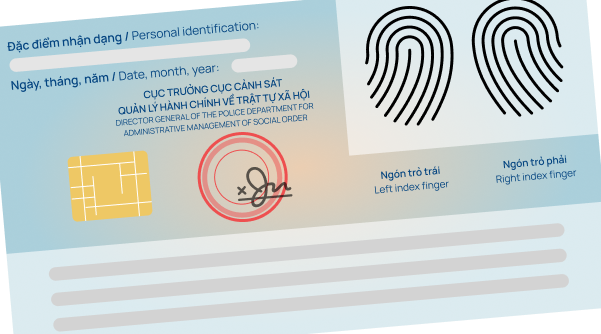 Đặc điểm nhận dạng / Personal identification:
Ngày, tháng, năm / Date, month, year:
CỤC TRƯỞNG CỤC CẢNH SÁT
QUẢN LÝ HÀNH CHÍNH VỀ TRẬT TỰ XÃ HỘI
DIRECTOR GENERAL OF THE POLICE DEPARTMENT FOR
ADMINISTRATIVE MANAGEMENT OF SOCIAL ORDER
Ngón trỏ trái
Left index finger
Ngón trỏ phải
Right index finger